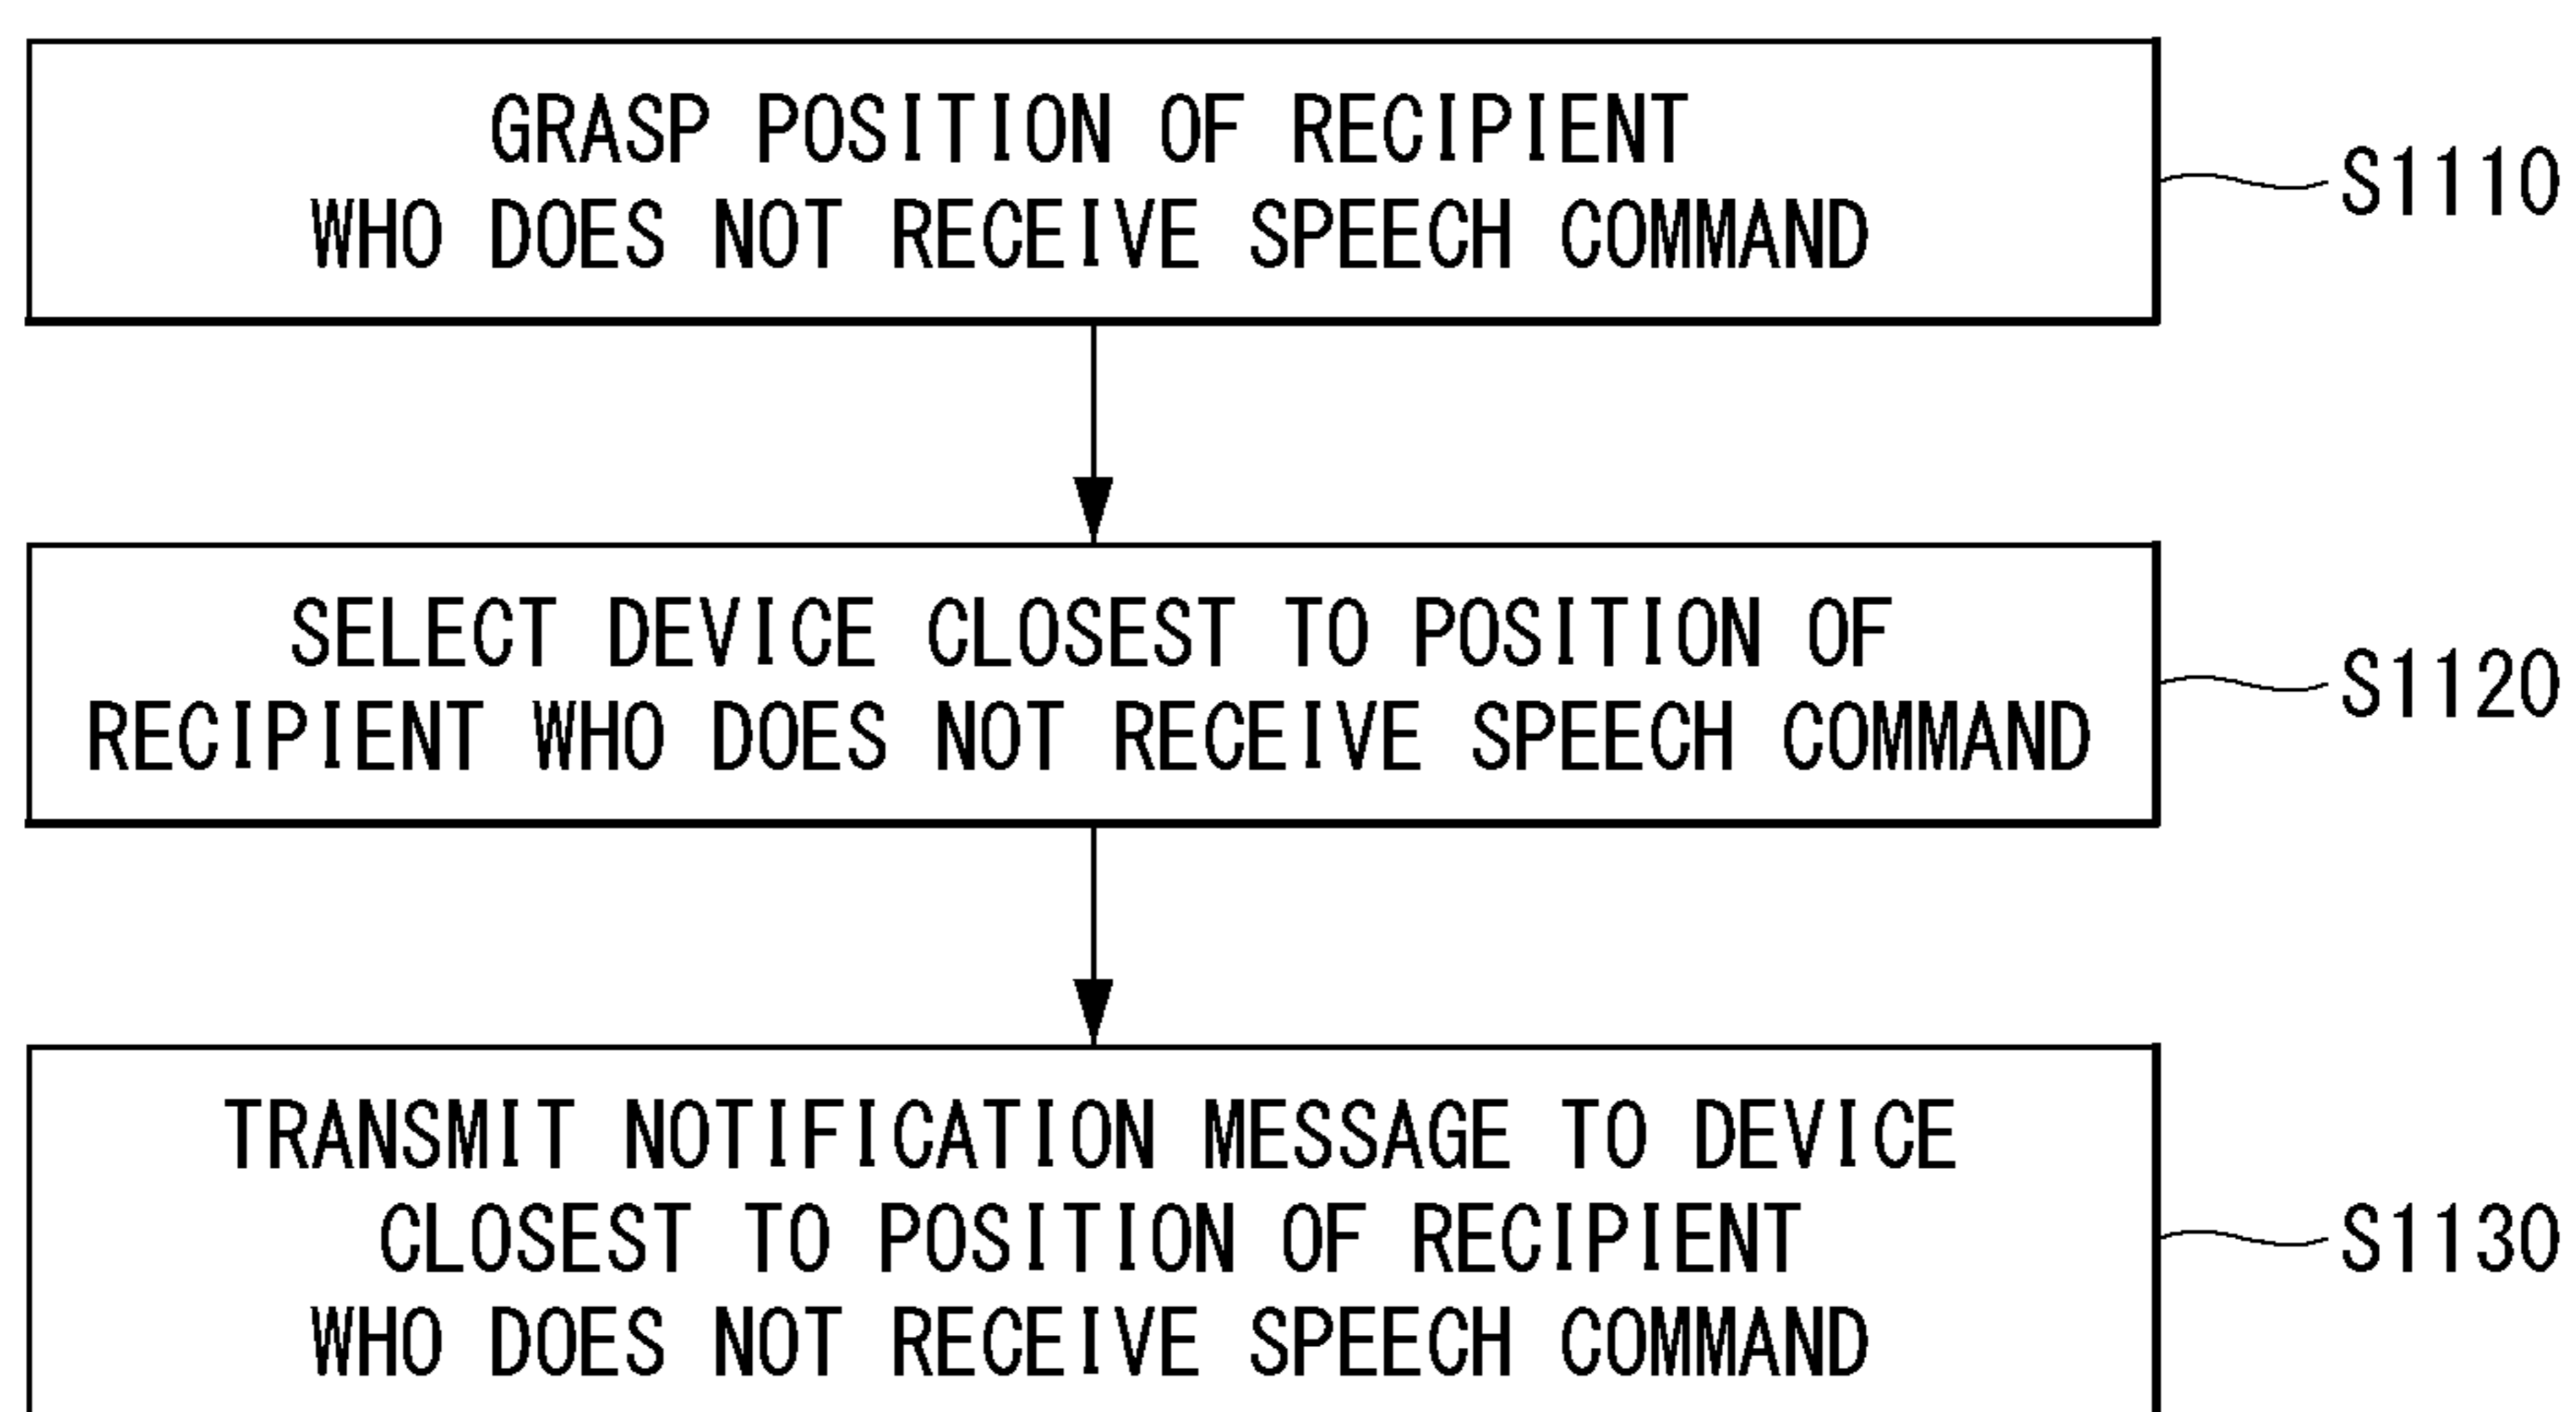 GRASP POSITION OF RECIPIENT
WHO DOES NOT RECEIVE SPEECH COMMAND
S1110
SELECT DEVICE CLOSEST TO POSITION OF
RECIPIENT WHO DOES NOT RECEIVE SPEECH COMMAND
S1120
TRANSMIT NOTIFICATION MESSAGE TO DEVICE
CLOSEST TO POSITION OF RECIPIENT
WHO DOES NOT RECEIVE SPEECH COMMAND
S1130